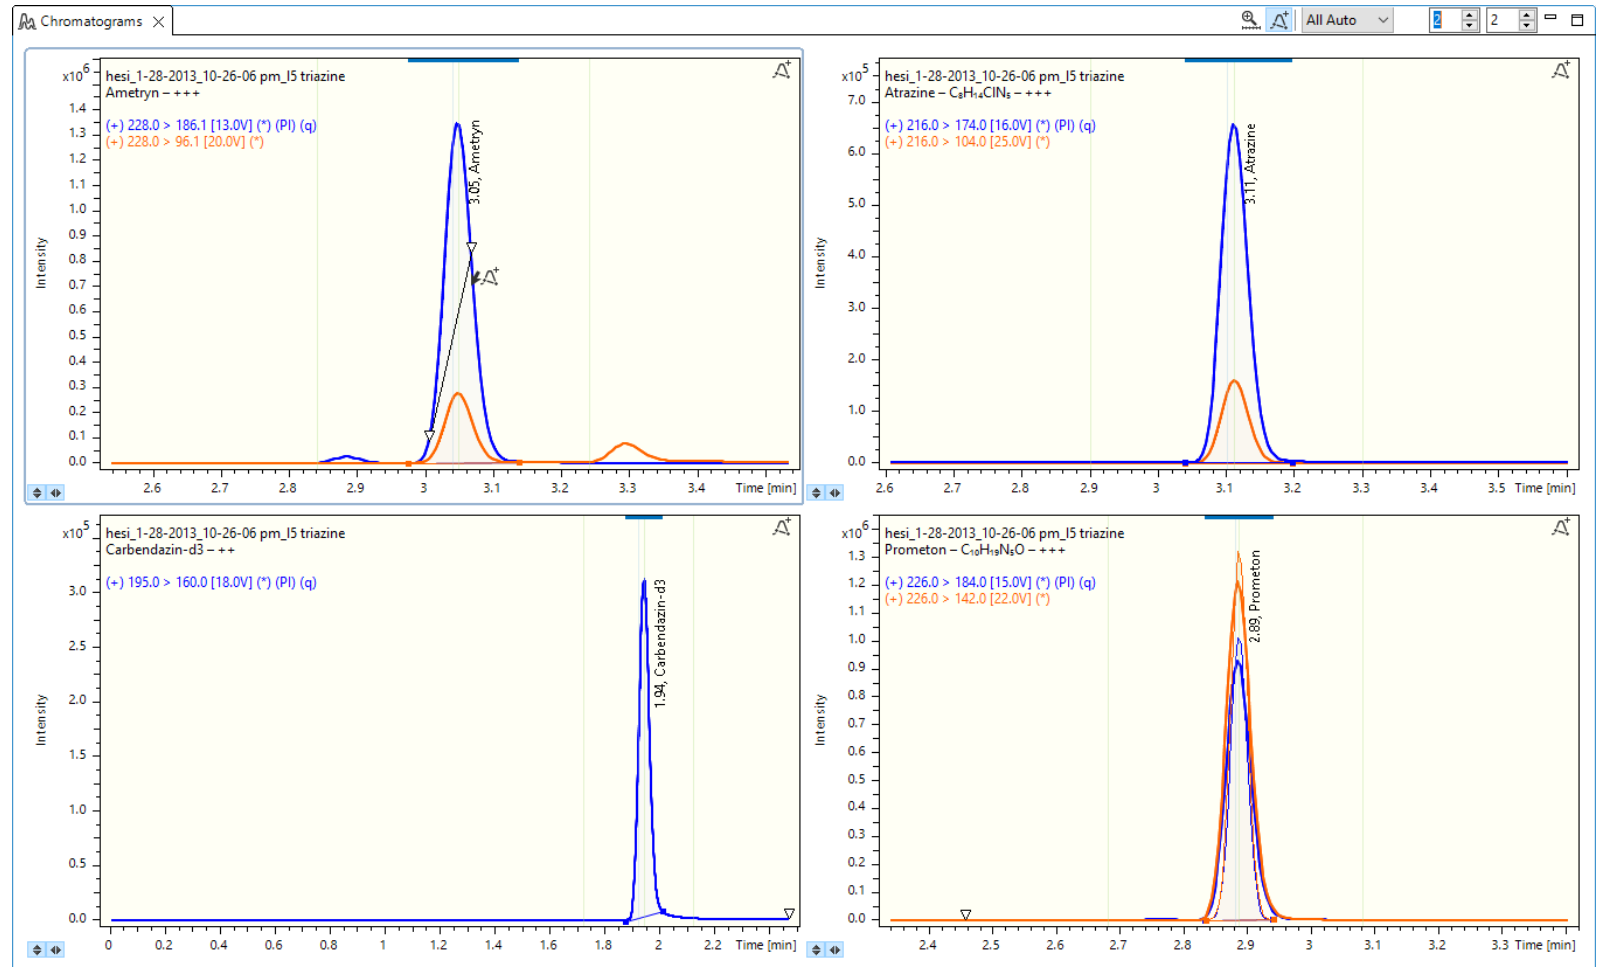 Chromatograms
All Auto
2
2
x10⁶
hesi_1-28-2013_10-26-06 pm_I5 triazine
Ametryn – +++
(+) 228.0 > 186.1 [13.0V] (*) (PI) (q)
(+) 228.0 > 96.1 [20.0V] (*)
3.05, Ametryn
Intensity
1.4
1.3
1.2
1.1
1.0
0.9
0.8
0.7
0.6
0.5
0.4
0.3
0.2
0.1
0.0
2.6 2.7 2.8 2.9 3 3.1 3.2 3.3 3.4 Time [min]
x10⁵
hesi_1-28-2013_10-26-06 pm_I5 triazine
Atrazine – C₈H₁₄ClN₅ – +++
(+) 216.0 > 174.0 [16.0V] (*) (PI) (q)
(+) 216.0 > 104.0 [25.0V] (*)
3.11, Atrazine
Intensity
7.0
6.0
5.0
4.0
3.0
2.0
1.0
0.0
2.6 2.7 2.8 2.9 3 3.1 3.2 3.3 3.4 3.5 Time [min]
x10⁵
hesi_1-28-2013_10-26-06 pm_I5 triazine
Carbendazin-d3 – ++
(+) 195.0 > 160.0 [18.0V] (*) (PI) (q)
1.94, Carbendazin-d3
Intensity
3.0
2.5
2.0
1.5
1.0
0.5
0.0
0 0.2 0.4 0.6 0.8 1 1.2 1.4 1.6 1.8 2 2.2 Time [min]
x10⁶
hesi_1-28-2013_10-26-06 pm_I5 triazine
Prometon – C₁₀H₁₉N₅O – +++
(+) 226.0 > 184.0 [15.0V] (*) (PI) (q)
(+) 226.0 > 142.0 [22.0V] (*)
2.89, Prometon
Intensity
1.3
1.2
1.1
1.0
0.9
0.8
0.7
0.6
0.5
0.4
0.3
0.2
0.1
0.0
2.4 2.5 2.6 2.7 2.8 2.9 3 3.1 3.2 3.3 Time [min]